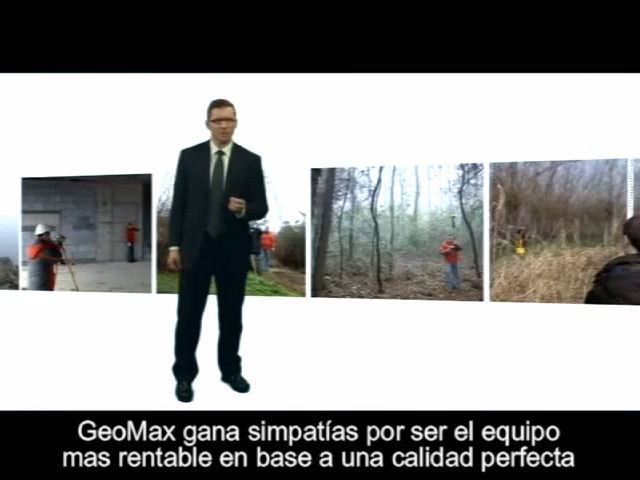 GeoMax gana simpatías por ser el equipo
mas rentable en base a una calidad perfecta